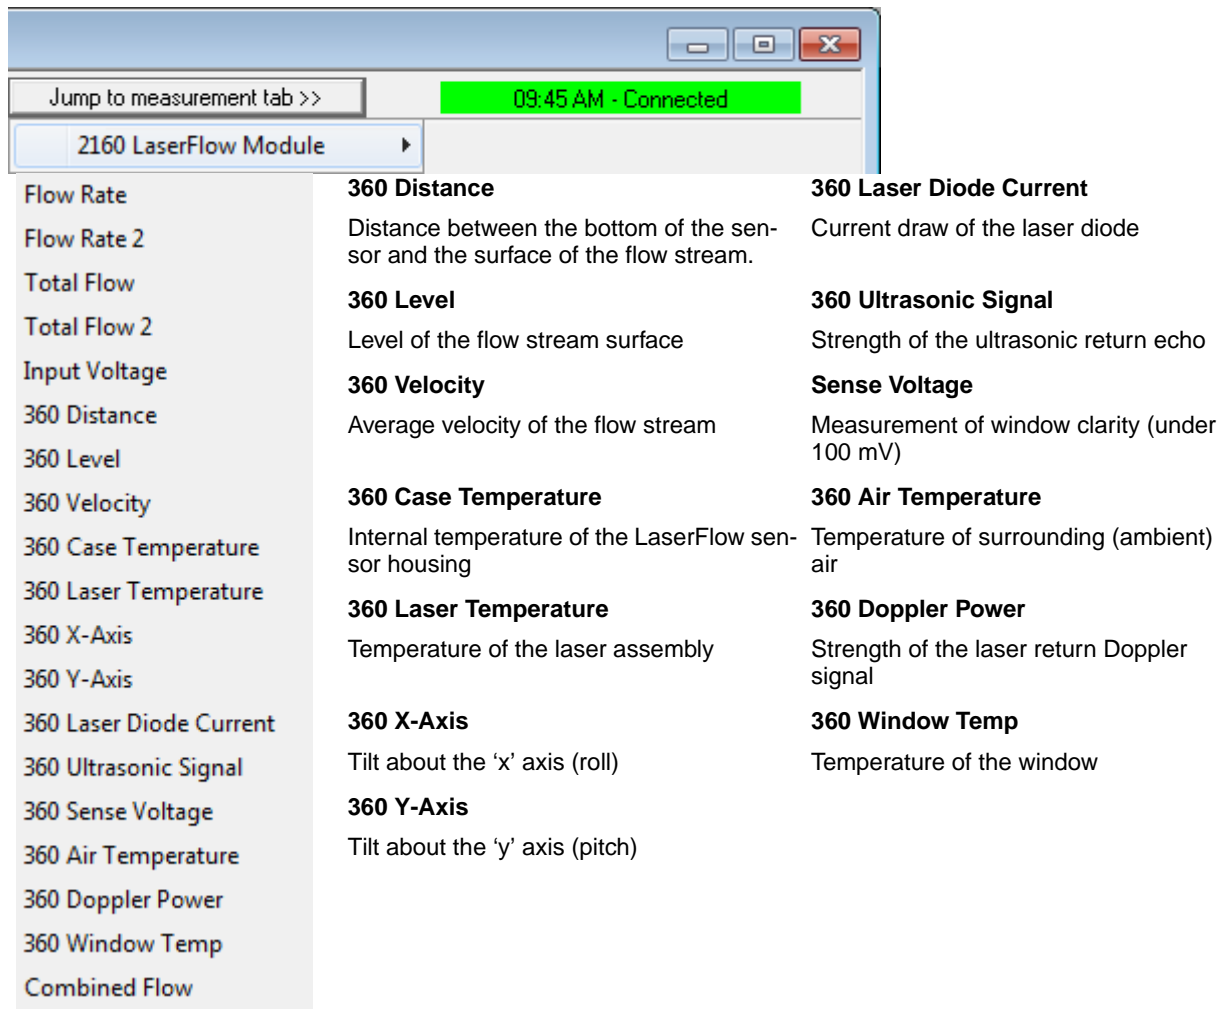 Jump to measurement tab >>
09:45 AM - Connected
2160 LaserFlow Module
Flow Rate
Flow Rate 2
Total Flow
Total Flow 2
Input Voltage
360 Distance
360 Level
360 Velocity
360 Case Temperature
360 Laser Temperature
360 X-Axis
360 Y-Axis
360 Laser Diode Current
360 Ultrasonic Signal
360 Sense Voltage
360 Air Temperature
360 Doppler Power
360 Window Temp
Combined Flow
360 Distance
Distance between the bottom of the sen-
sor and the surface of the flow stream.
360 Level
Level of the flow stream surface
360 Velocity
Average velocity of the flow stream
360 Case Temperature
Internal temperature of the LaserFlow sen-
sor housing
360 Laser Temperature
Temperature of the laser assembly
360 X-Axis
Tilt about the ‘x’ axis (roll)
360 Y-Axis
Tilt about the ‘y’ axis (pitch)
360 Laser Diode Current
Current draw of the laser diode
360 Ultrasonic Signal
Strength of the ultrasonic return echo
Sense Voltage
Measurement of window clarity (under
100 mV)
360 Air Temperature
Temperature of surrounding (ambient)
air
360 Doppler Power
Strength of the laser return Doppler
signal
360 Window Temp
Temperature of the window